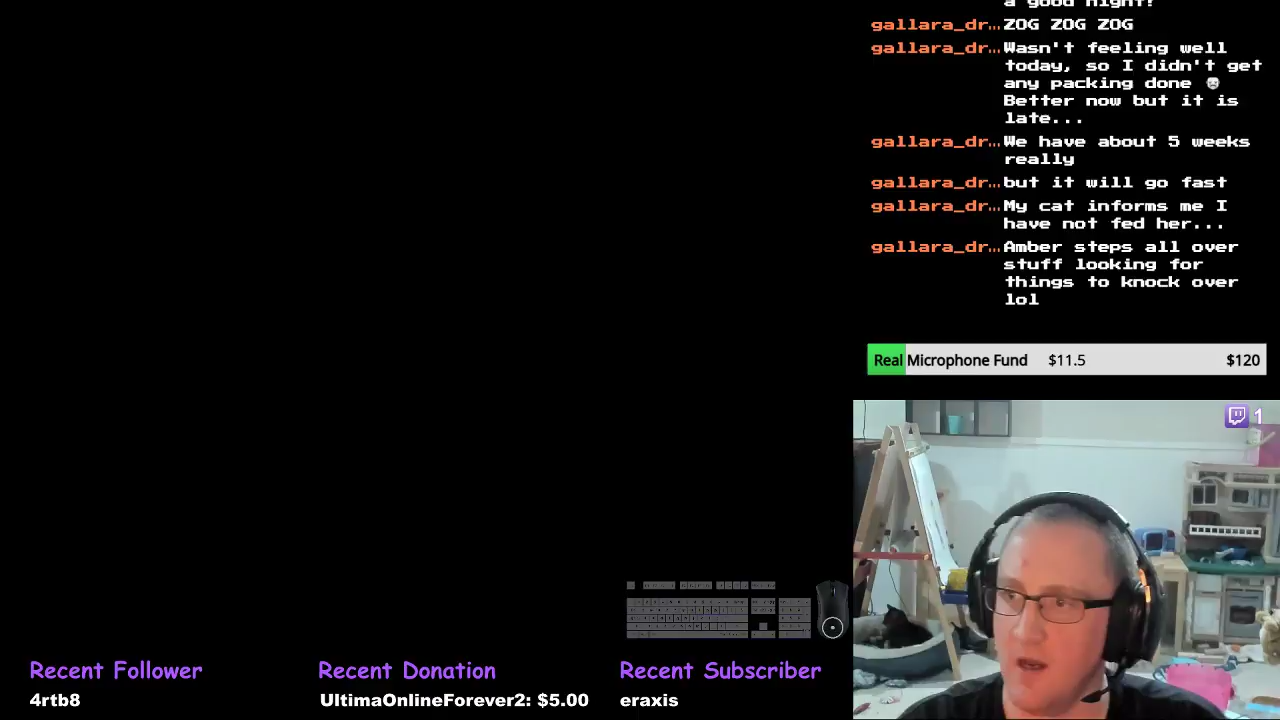 a good night?
gallara_dr… ZOG ZOG ZOG
gallara_dr… Wasn't feeling well
today, so I didn't get
any packing done
Better now but it is
late...
gallara_dr… We have about 5 weeks
really
gallara_dr… but it will go fast
gallara_dr… My cat informs me I
have not fed her...
gallara_dr… Amber steps all over
stuff looking for
things to knock over
lol
Real Microphone Fund $11.5 $120
1
Recent Follower
4rtb8
Recent Donation
UltimaOnlineForever2: $5.00
Recent Subscriber
eraxis